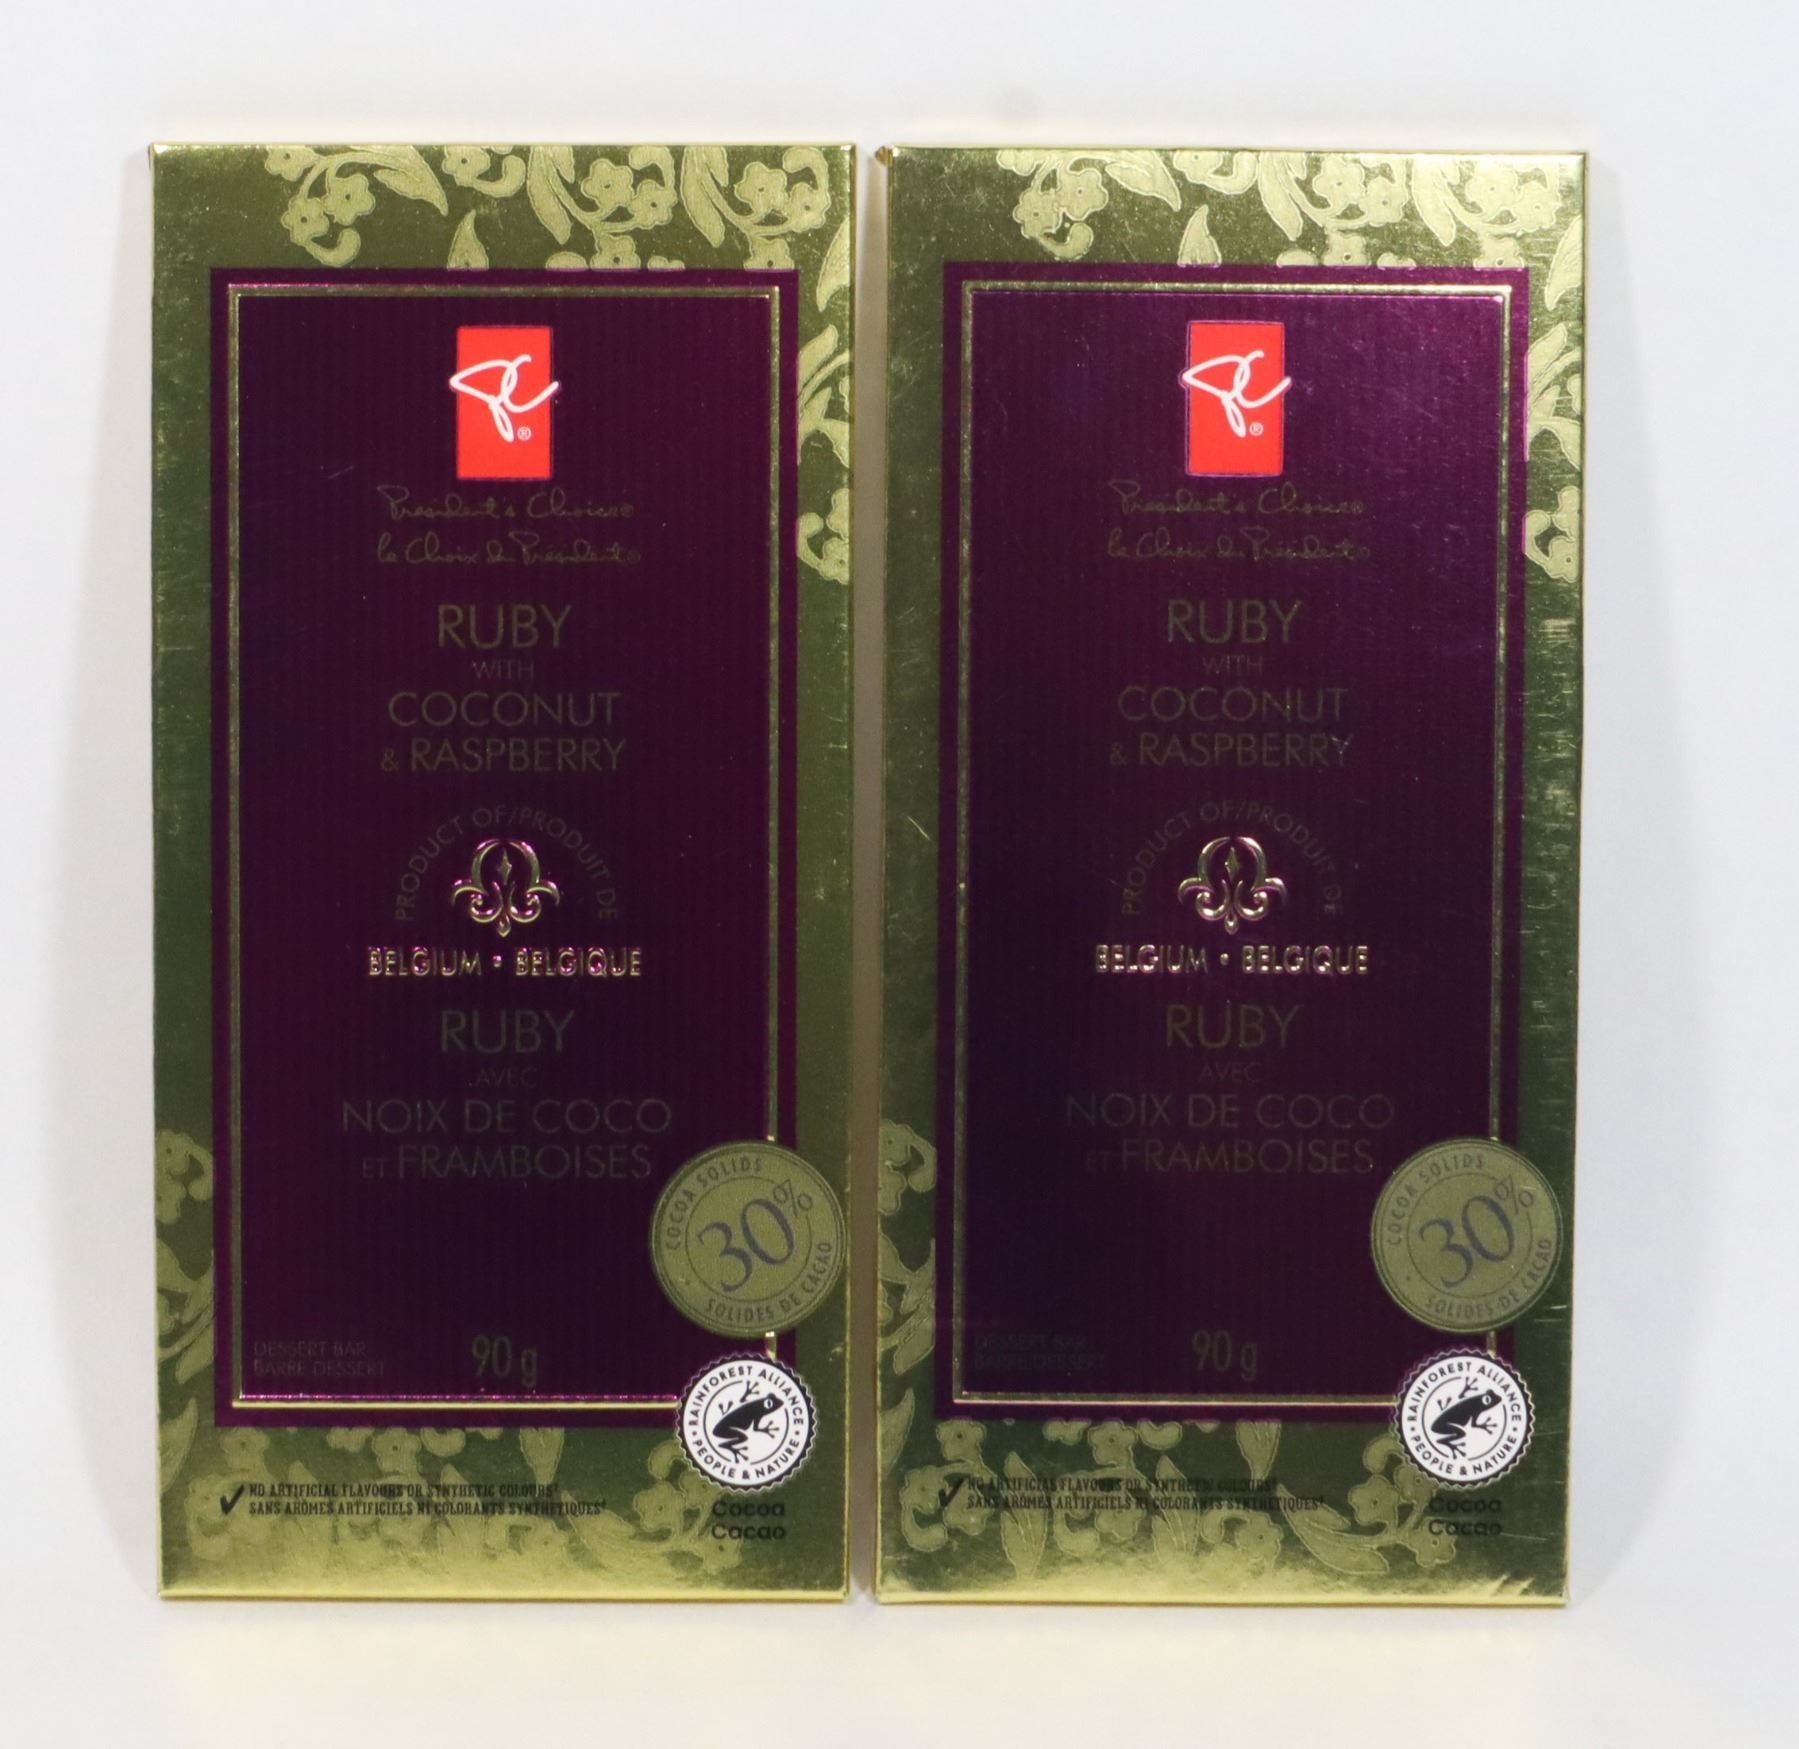 PC®
President's Choice®
le Choix du Président®
RUBY
WITH
COCONUT
& RASPBERRY
PRODUCT OF/PRODUIT DE
BELGIUM • BELGIQUE
RUBY
AVEC
NOIX DE COCO
ET FRAMBOISES
COCOA SOLIDS
30%
SOLIDES DE CACAO
DESSERT BAR
BARRE DESSERT
90 g
RAINFOREST ALLIANCE
• PEOPLE & NATURE •
NO ARTIFICIAL FLAVOURS OR SYNTHETIC COLOURS†
SANS ARÔMES ARTIFICIELS NI COLORANTS SYNTHÉTIQUES†
Cocoa
Cacao
PC®
President's Choice®
le Choix du Président®
RUBY
WITH
COCONUT
& RASPBERRY
PRODUCT OF/PRODUIT DE
BELGIUM • BELGIQUE
RUBY
AVEC
NOIX DE COCO
ET FRAMBOISES
COCOA SOLIDS
30%
SOLIDES DE CACAO
DESSERT BAR
BARRE DESSERT
90 g
RAINFOREST ALLIANCE
• PEOPLE & NATURE •
NO ARTIFICIAL FLAVOURS OR SYNTHETIC COLOURS†
SANS ARÔMES ARTIFICIELS NI COLORANTS SYNTHÉTIQUES†
Cocoa
Cacao